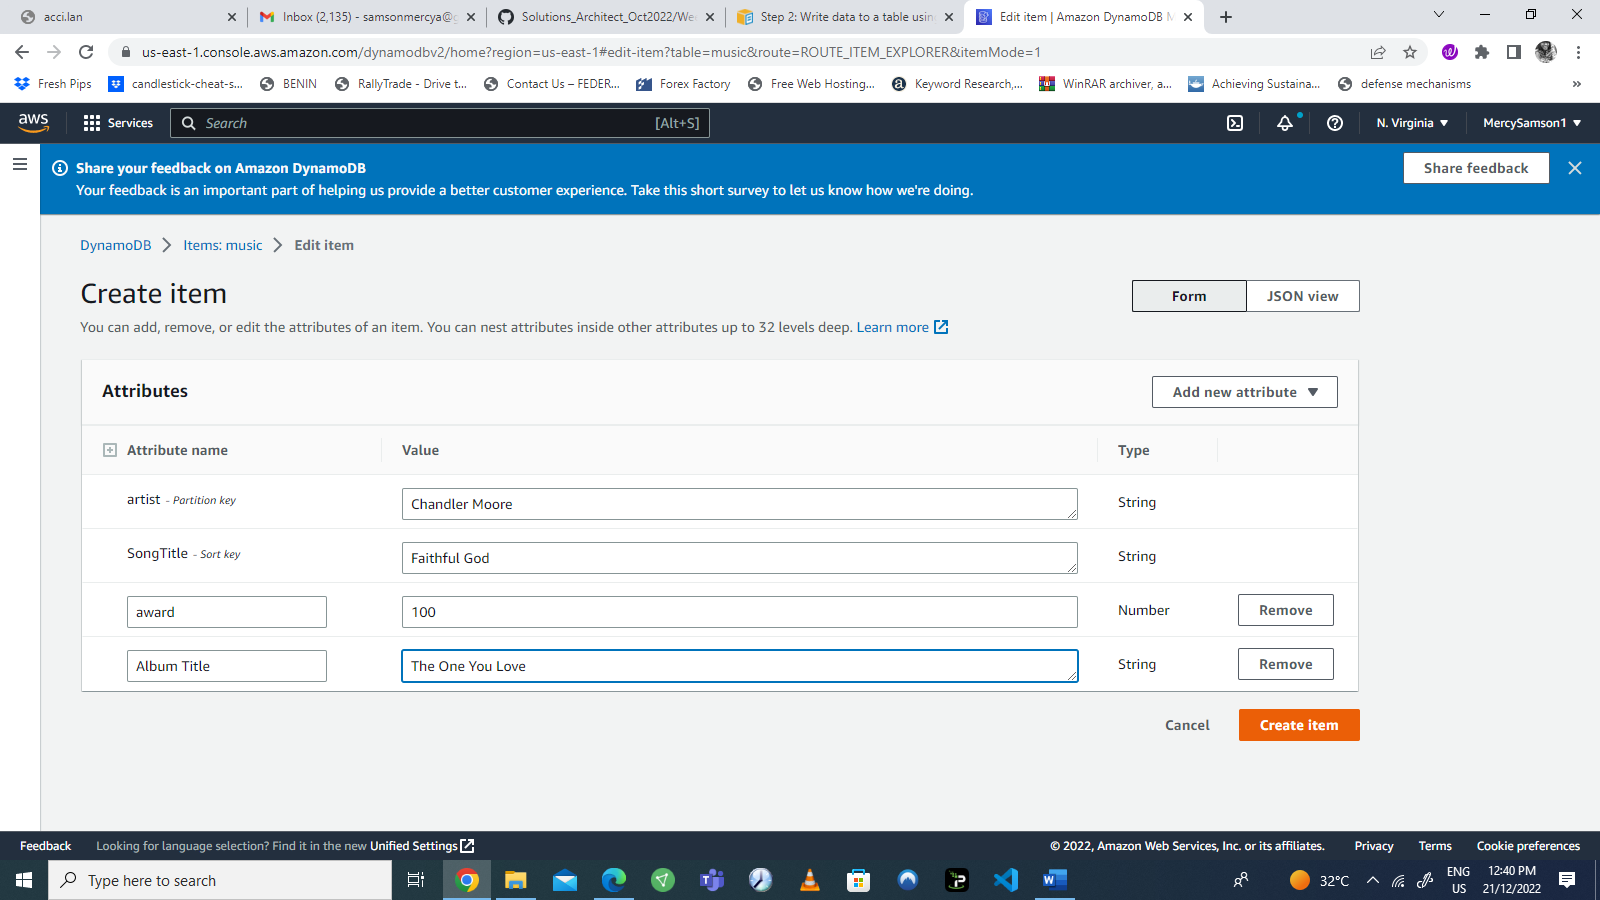 acci.lan
Inbox (2,135) - samsonmercya@g
Solutions_Architect_Oct2022/We
Step 2: Write data to a table usin
Edit item | Amazon DynamoDB M
us-east-1.console.aws.amazon.com/dynamodbv2/home?region=us-east-1#edit-item?table=music&route=ROUTE_ITEM_EXPLORER&itemMode=1
Fresh Pips
candlestick-cheat-s...
BENIN
RallyTrade - Drive t...
Contact Us – FEDER...
Forex Factory
Free Web Hosting...
Keyword Research,...
WinRAR archiver, a...
Achieving Sustaina...
defense mechanisms
»
aws
Services
Search
[Alt+S]
N. Virginia
MercySamson1
Share your feedback on Amazon DynamoDB
Your feedback is an important part of helping us provide a better customer experience. Take this short survey to let us know how we're doing.
Share feedback
DynamoDB
Items: music
Edit item
Create item
Form
JSON view
You can add, remove, or edit the attributes of an item. You can nest attributes inside other attributes up to 32 levels deep. Learn more
Attributes
Add new attribute
Attribute name
Value
Type
artist - Partition key
Chandler Moore
String
SongTitle - Sort key
Faithful God
String
award
100
Number
Remove
Album Title
The One You Love
String
Remove
Cancel
Create item
Feedback
Looking for language selection? Find it in the new Unified Settings
© 2022, Amazon Web Services, Inc. or its affiliates.
Privacy
Terms
Cookie preferences
Type here to search
32°C
ENG
US
12:40 PM
21/12/2022